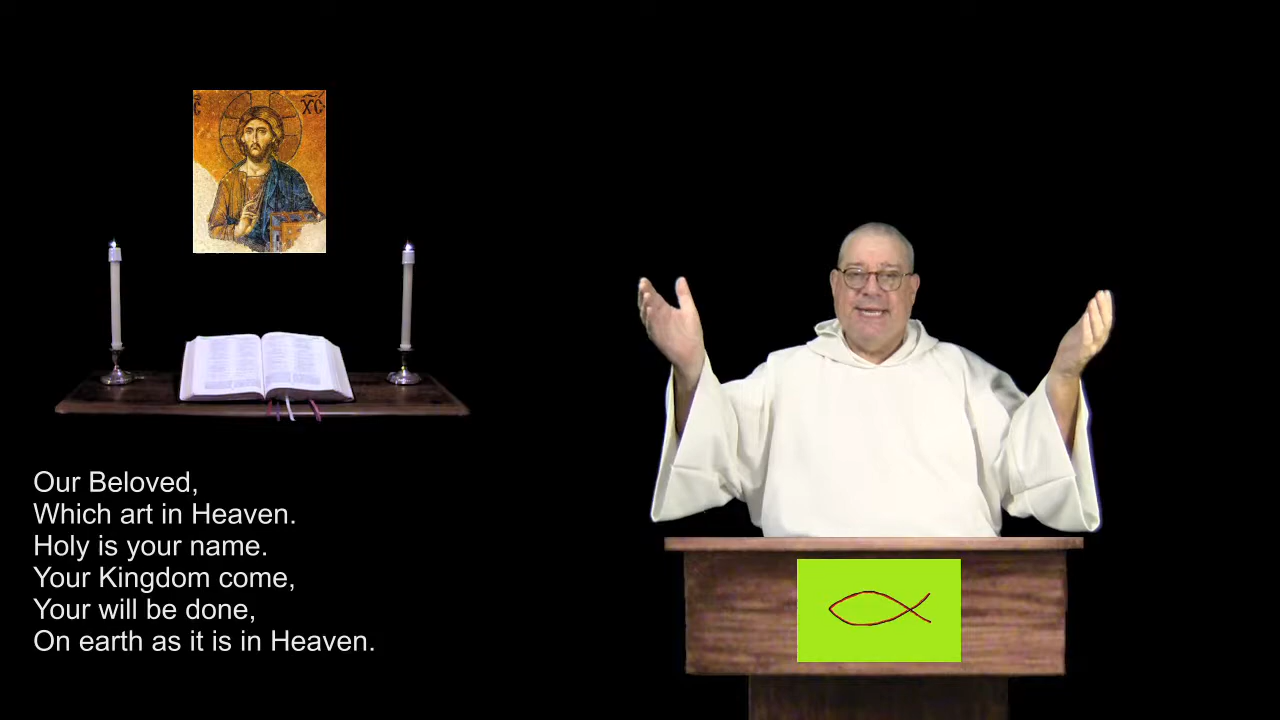 XC
Our Beloved,
Which art in Heaven.
Holy is your name.
Your Kingdom come,
Your will be done,
On earth as it is in Heaven.